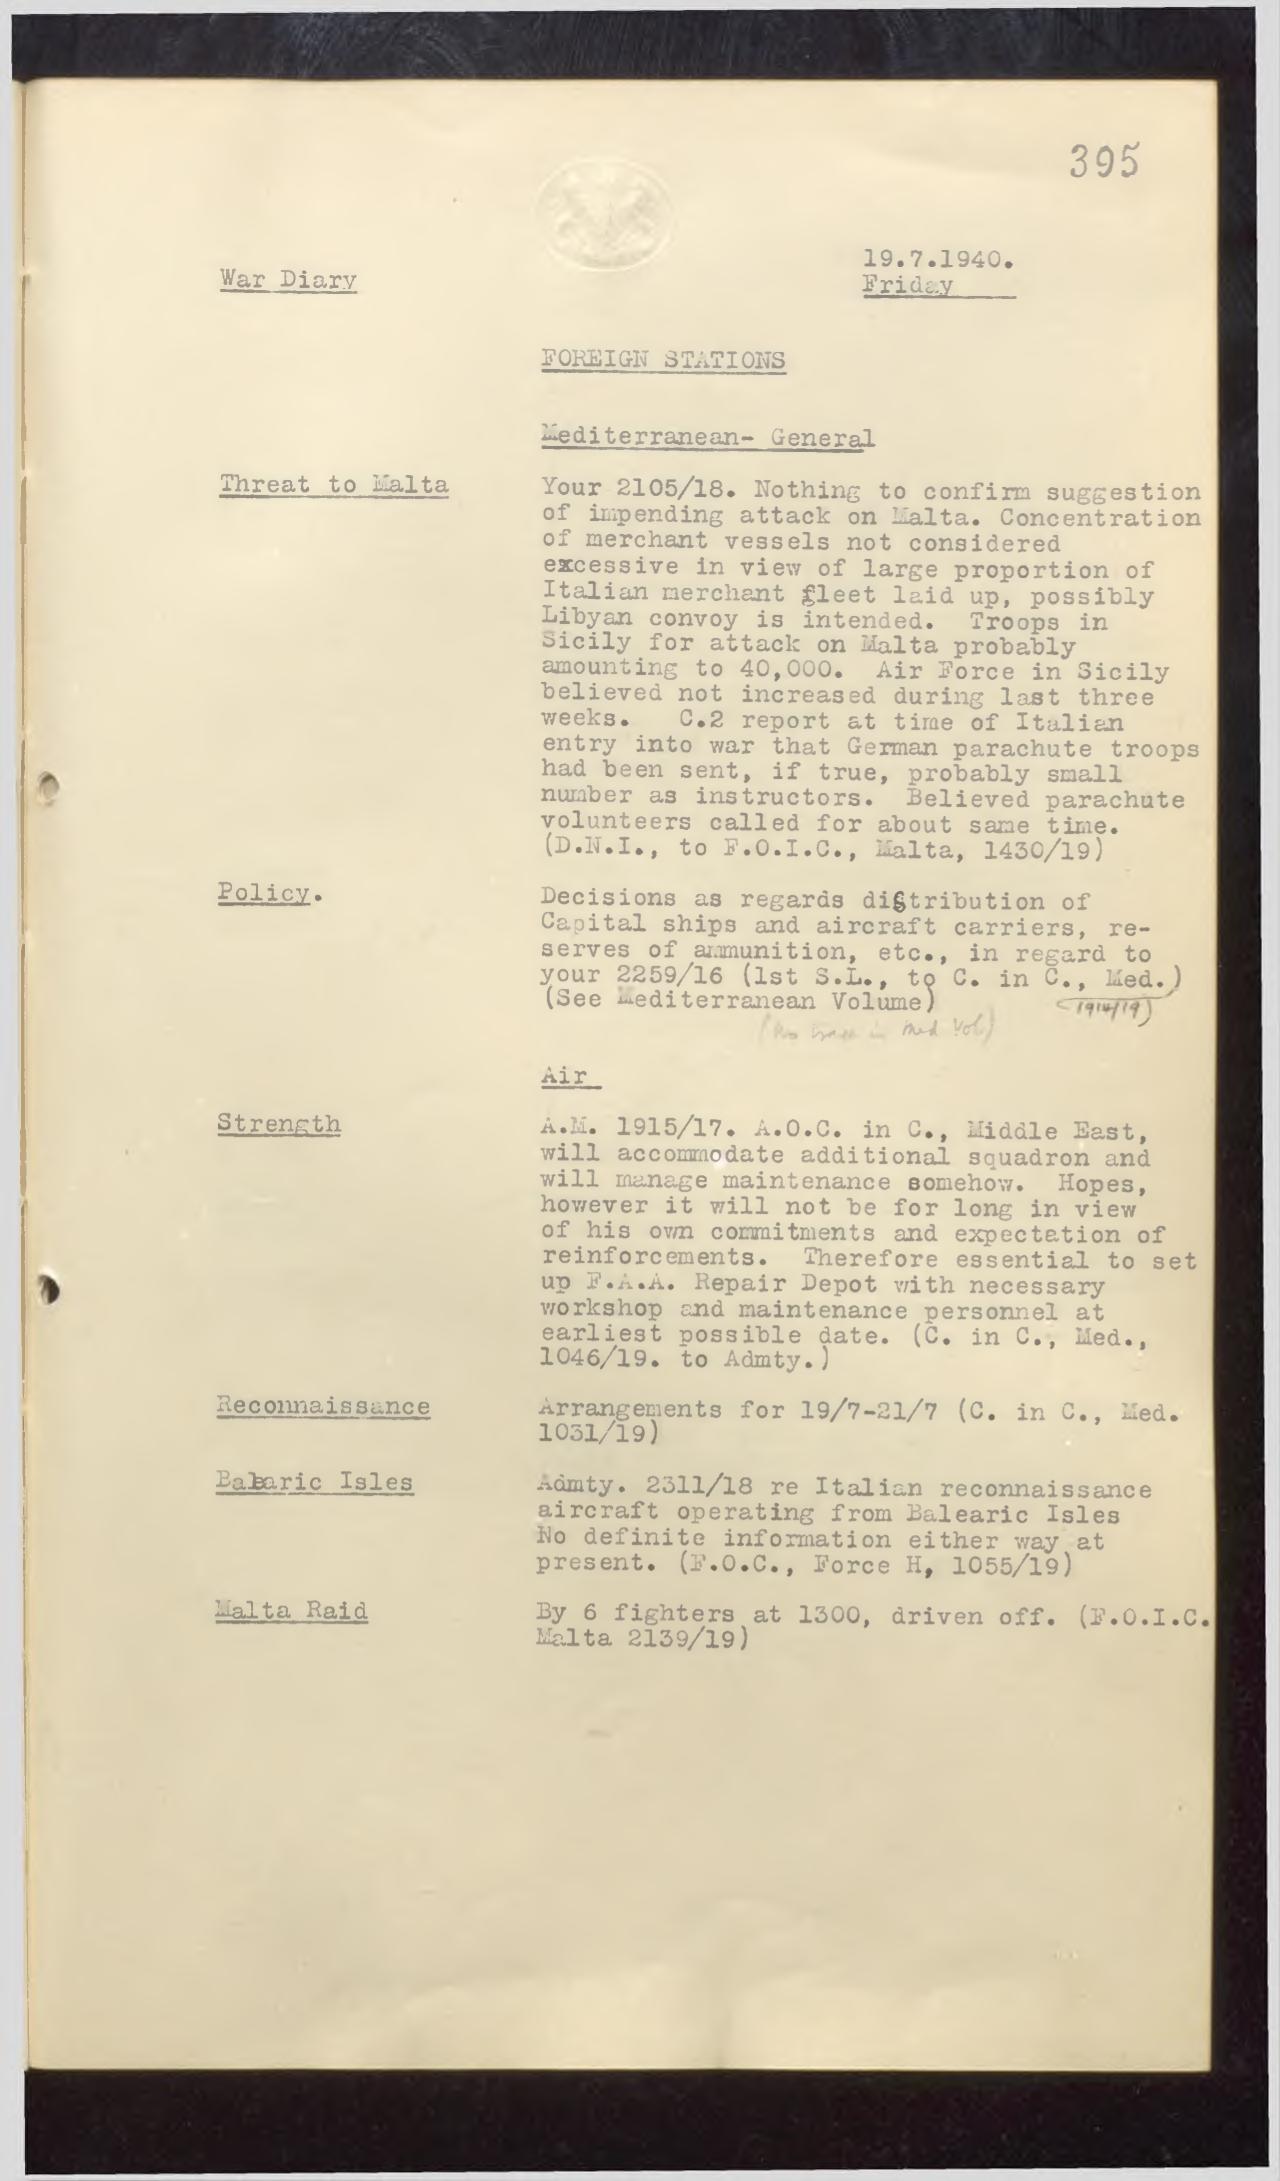 395
19.7.1940.
War Diary
Friday
FOREIGN STATIONS
Mediterranean- General
Threat to Malta
Your 2105/18. Nothing to confirm suggestion
of impending attack on Malta. Concentration
of merchant vessels not considered
excessive in view of large proportion of
Italian merchant fleet laid up, possibly
Libyan convoy is intended. Troops in
Sicily for attack on Malta probably
amounting to 40,000. Air Force in Sicily
believed not increased during last three
weeks. C.2 report at time of Italian
entry into war that German parachute troops
had been sent, if true, probably small
number as instructors. Believed parachute
volunteers called for about same time.
(D.N.I., to F.O.I.C., Malta, 1430/19)
Policy.
Decisions as regards distribution of
Capital ships and aircraft carriers, re-
serves of ammunition, etc., in regard to
your 2259/16 (1st S.L., to C. in C., Med.)
(See Mediterranean Volume)
1914/19)
(No trace in Med Vol)
Air
Strength
A.M. 1915/17. A.O.C. in C., Middle East,
will accommodate additional squadron and
will manage maintenance somehow. Hopes,
however it will not be for long in view
of his own commitments and expectation of
reinforcements. Therefore essential to set
up F.A.A. Repair Depot with necessary
workshop and maintenance personnel at
earliest possible date. (C. in C., Med.,
1046/19. to Admty.)
Reconnaissance
Arrangements for 19/7-21/7 (C. in C., Med.
1031/19)
Balearic Isles
Admty. 2311/18 re Italian reconnaissance
aircraft operating from Balearic Isles
No definite information either way at
present. (F.O.C., Force H, 1055/19)
Malta Raid
By 6 fighters at 1300, driven off. (F.O.I.C.
Malta 2139/19)